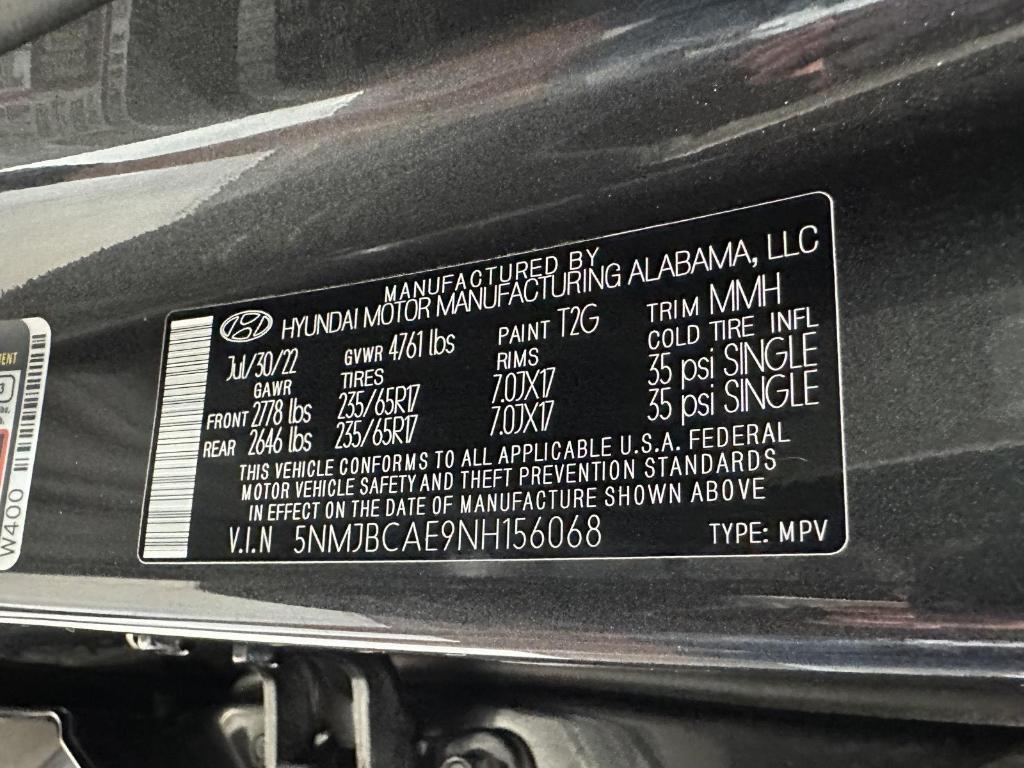 MANUFACTURED BY
HYUNDAI MOTOR MANUFACTURING ALABAMA, LLC
Jul/30/22 GVWR 4761 lbs PAINT T2G TRIM MMH
GAWR TIRES RIMS COLD TIRE INFL
FRONT 2778 lbs 235/65R17 7.0JX17 35 psi SINGLE
REAR 2646 lbs 235/65R17 7.0JX17 35 psi SINGLE
THIS VEHICLE CONFORMS TO ALL APPLICABLE U.S.A. FEDERAL
MOTOR VEHICLE SAFETY AND THEFT PREVENTION STANDARDS
IN EFFECT ON THE DATE OF MANUFACTURE SHOWN ABOVE
V.I.N 5NMJBCAE9NH156068 TYPE: MPV
W400